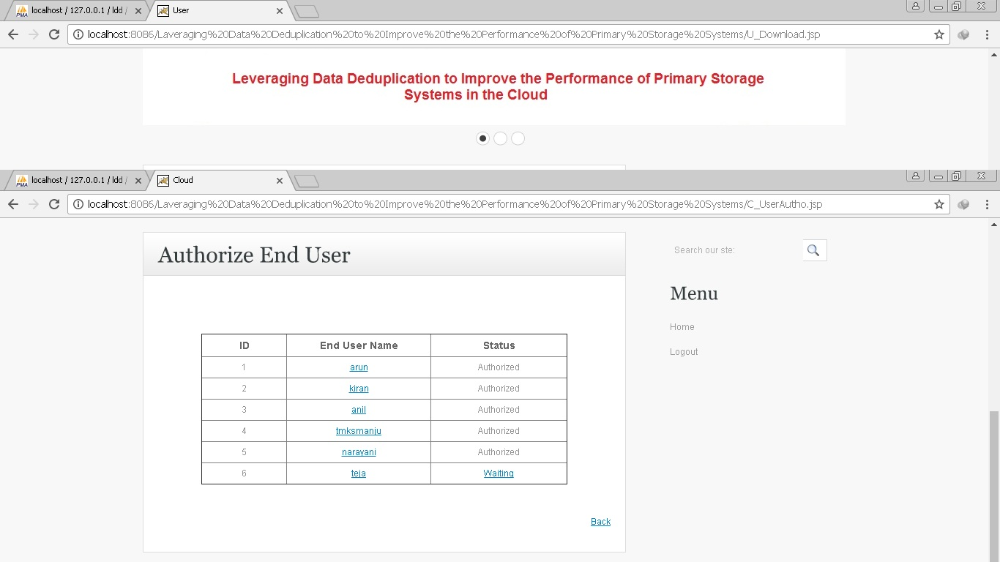 localhost / 127.0.0.1 / ldd /
User
localhost:8086/Laveraging%20Data%20Deduplication%20to%20Improve%20the%20Performance%20of%20Primary%20Storage%20Systems/U_Download.jsp
Leveraging Data Deduplication to Improve the Performance of Primary Storage
Systems in the Cloud
localhost / 127.0.0.1 / ldd /
Cloud
localhost:8086/Laveraging%20Data%20Deduplication%20to%20Improve%20the%20Performance%20of%20Primary%20Storage%20Systems/C_UserAutho.jsp
Authorize End User
ID End User Name Status
1 arun Authorized
2 kiran Authorized
3 anil Authorized
4 tmksmanju Authorized
5 narayani Authorized
6 teja Waiting
Back
Search our ste:
Menu
Home
Logout